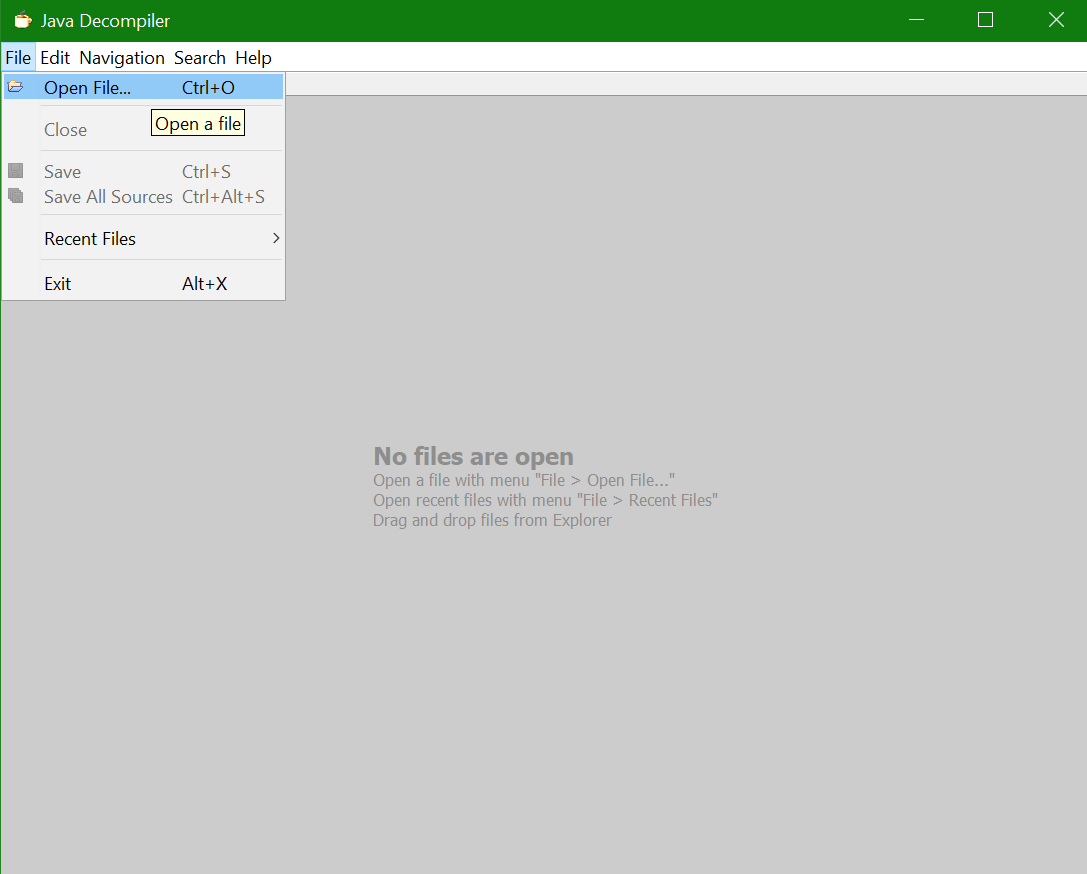 Java Decompiler
File Edit Navigation Search Help
Open File... Ctrl+O
Open a file
Close
Save Ctrl+S
Save All Sources Ctrl+Alt+S
Recent Files
Exit Alt+X
No files are open
Open a file with menu "File > Open File..."
Open recent files with menu "File > Recent Files"
Drag and drop files from Explorer